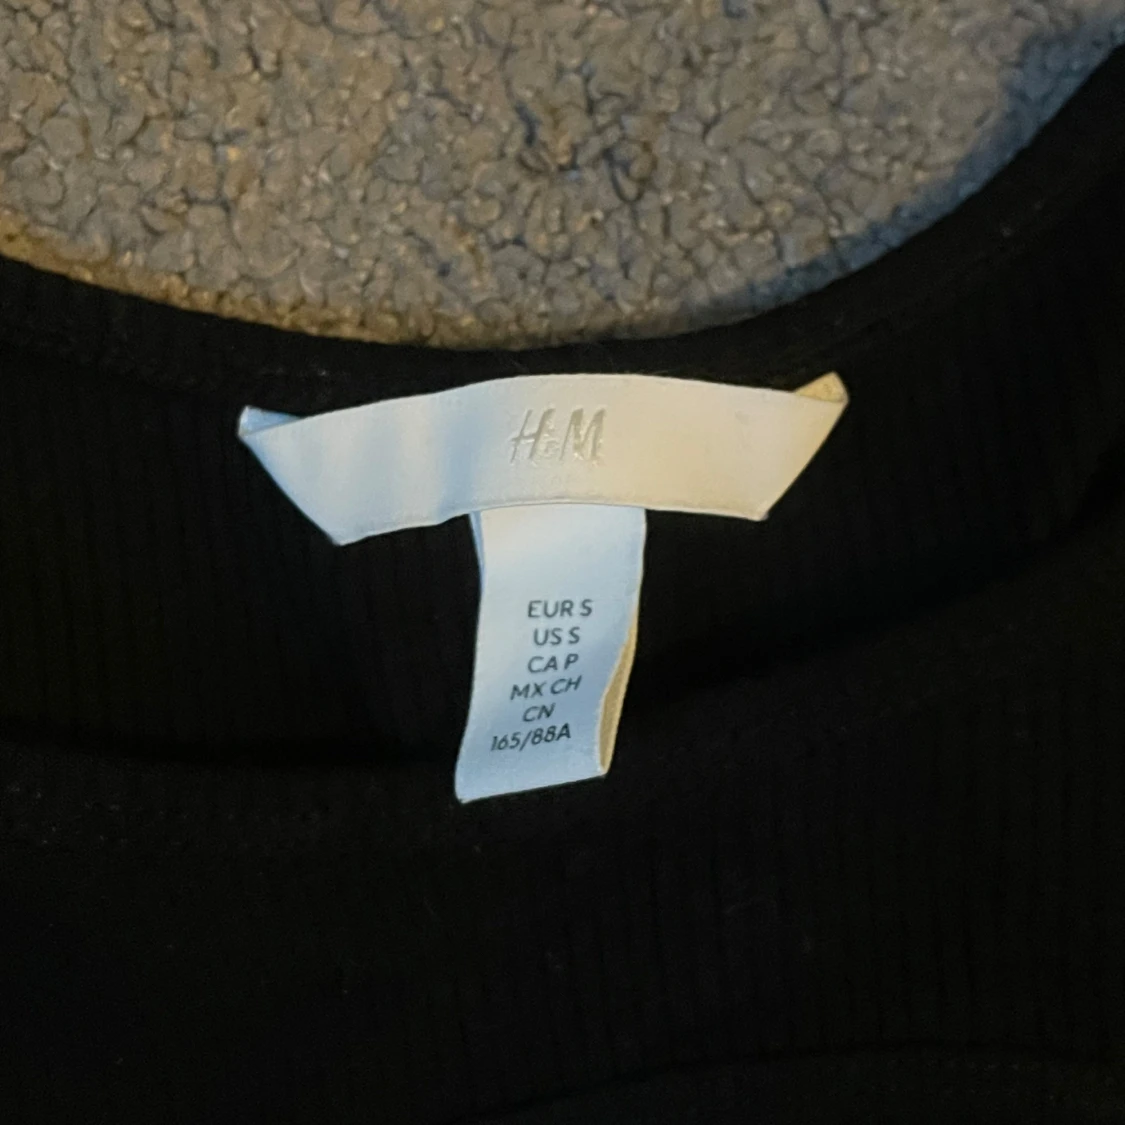 H&M
EUR S
US S
CA P
MX CH
CN
165/88A